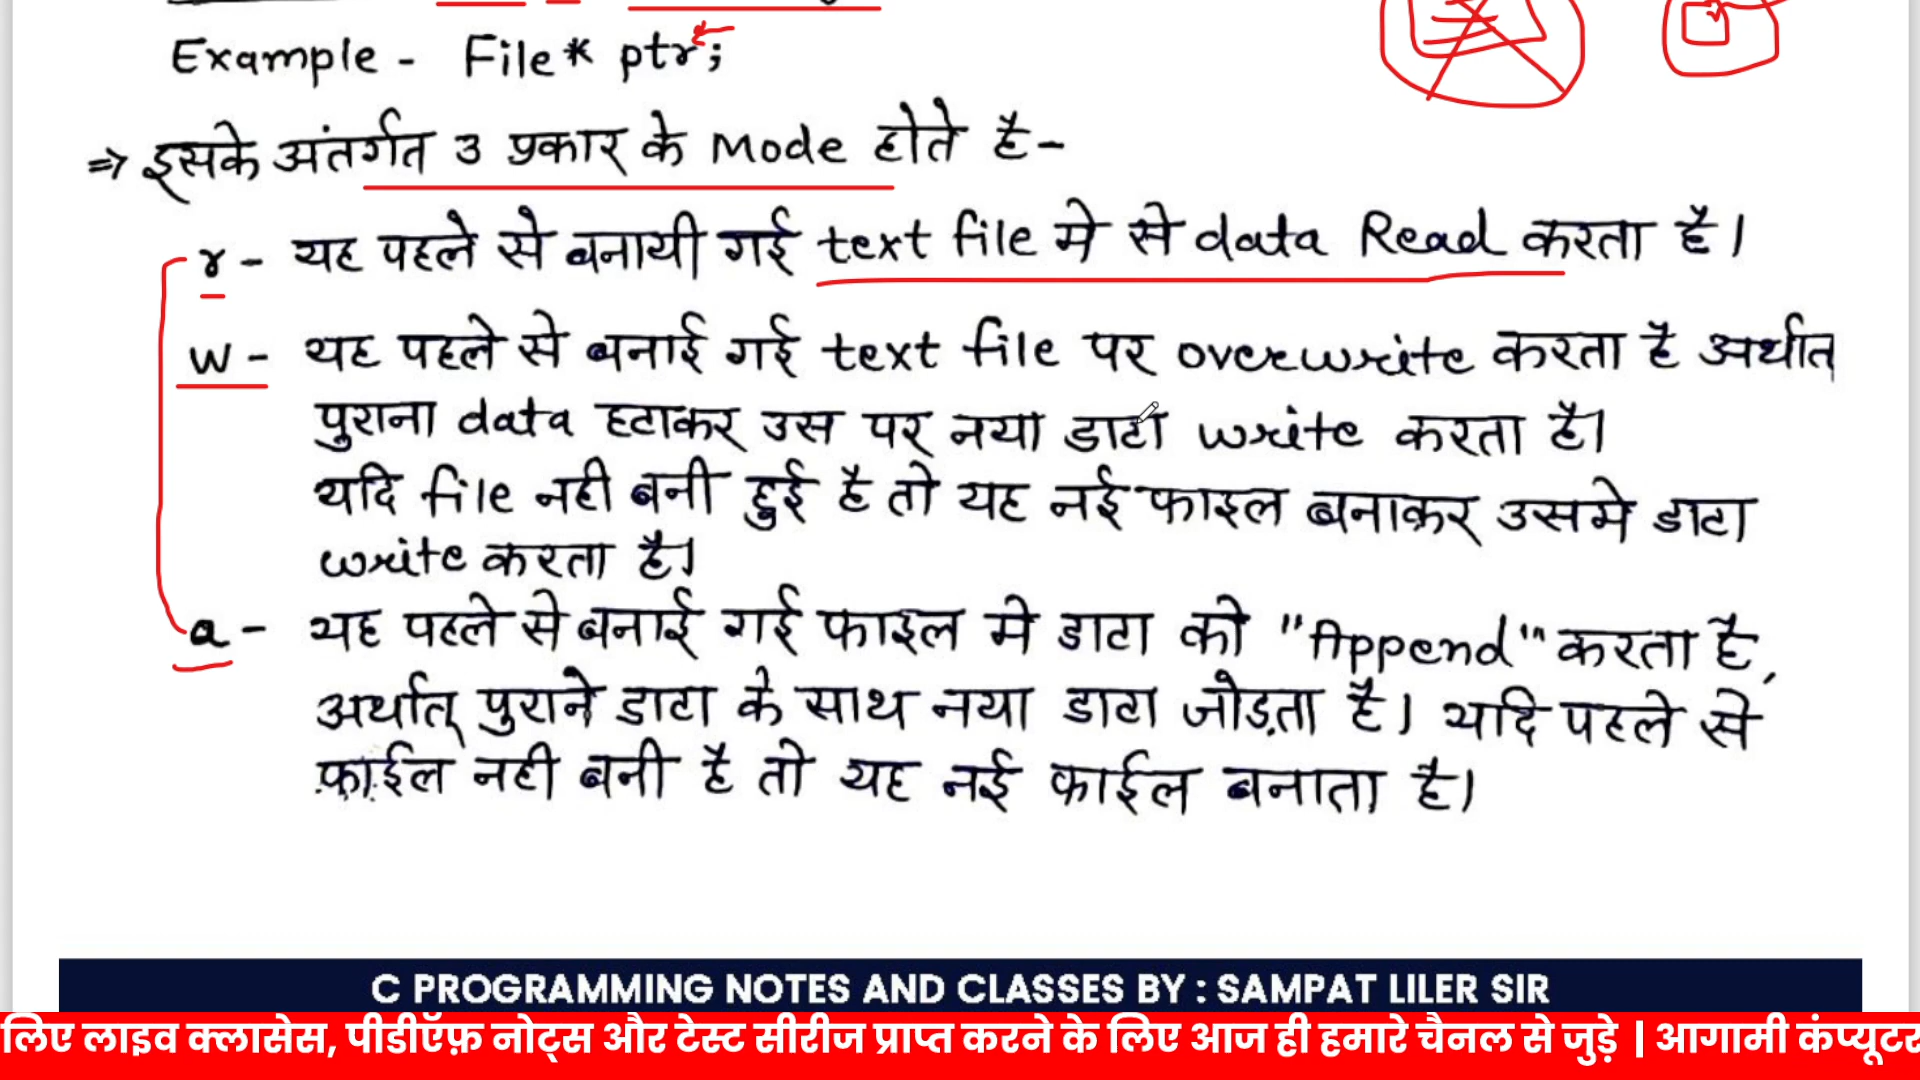 Example - File* ptr;
⇒ इसके अंतर्गत 3 प्रकार के Mode होते है-
r - यह पहले से बनायी गई text file मे से data Read करता है।
w - यह पहले से बनाई गई text file पर overwrite करता है अर्थात्
पुराना data हटाकर उस पर नया डाटा write करता है।
यदि file नही बनी हुई है तो यह नई फाइल बनाकर उसमे डाटा
write करता है।
a - यह पहले से बनाई गई फाइल मे डाटा को "Append" करता है,
अर्थात् पुराने डाटा के साथ नया डाटा जोड़ता है। यदि पहले से
फाईल नही बनी है तो यह नई फाईल बनाता है।
C PROGRAMMING NOTES AND CLASSES BY : SAMPAT LILER SIR
लिए लाइव क्लासेस, पीडीएॅफ़ नोट्स और टेस्ट सीरीज प्राप्त करने के लिए आज ही हमारे चैनल से जुड़े | आगामी कंप्यूटर